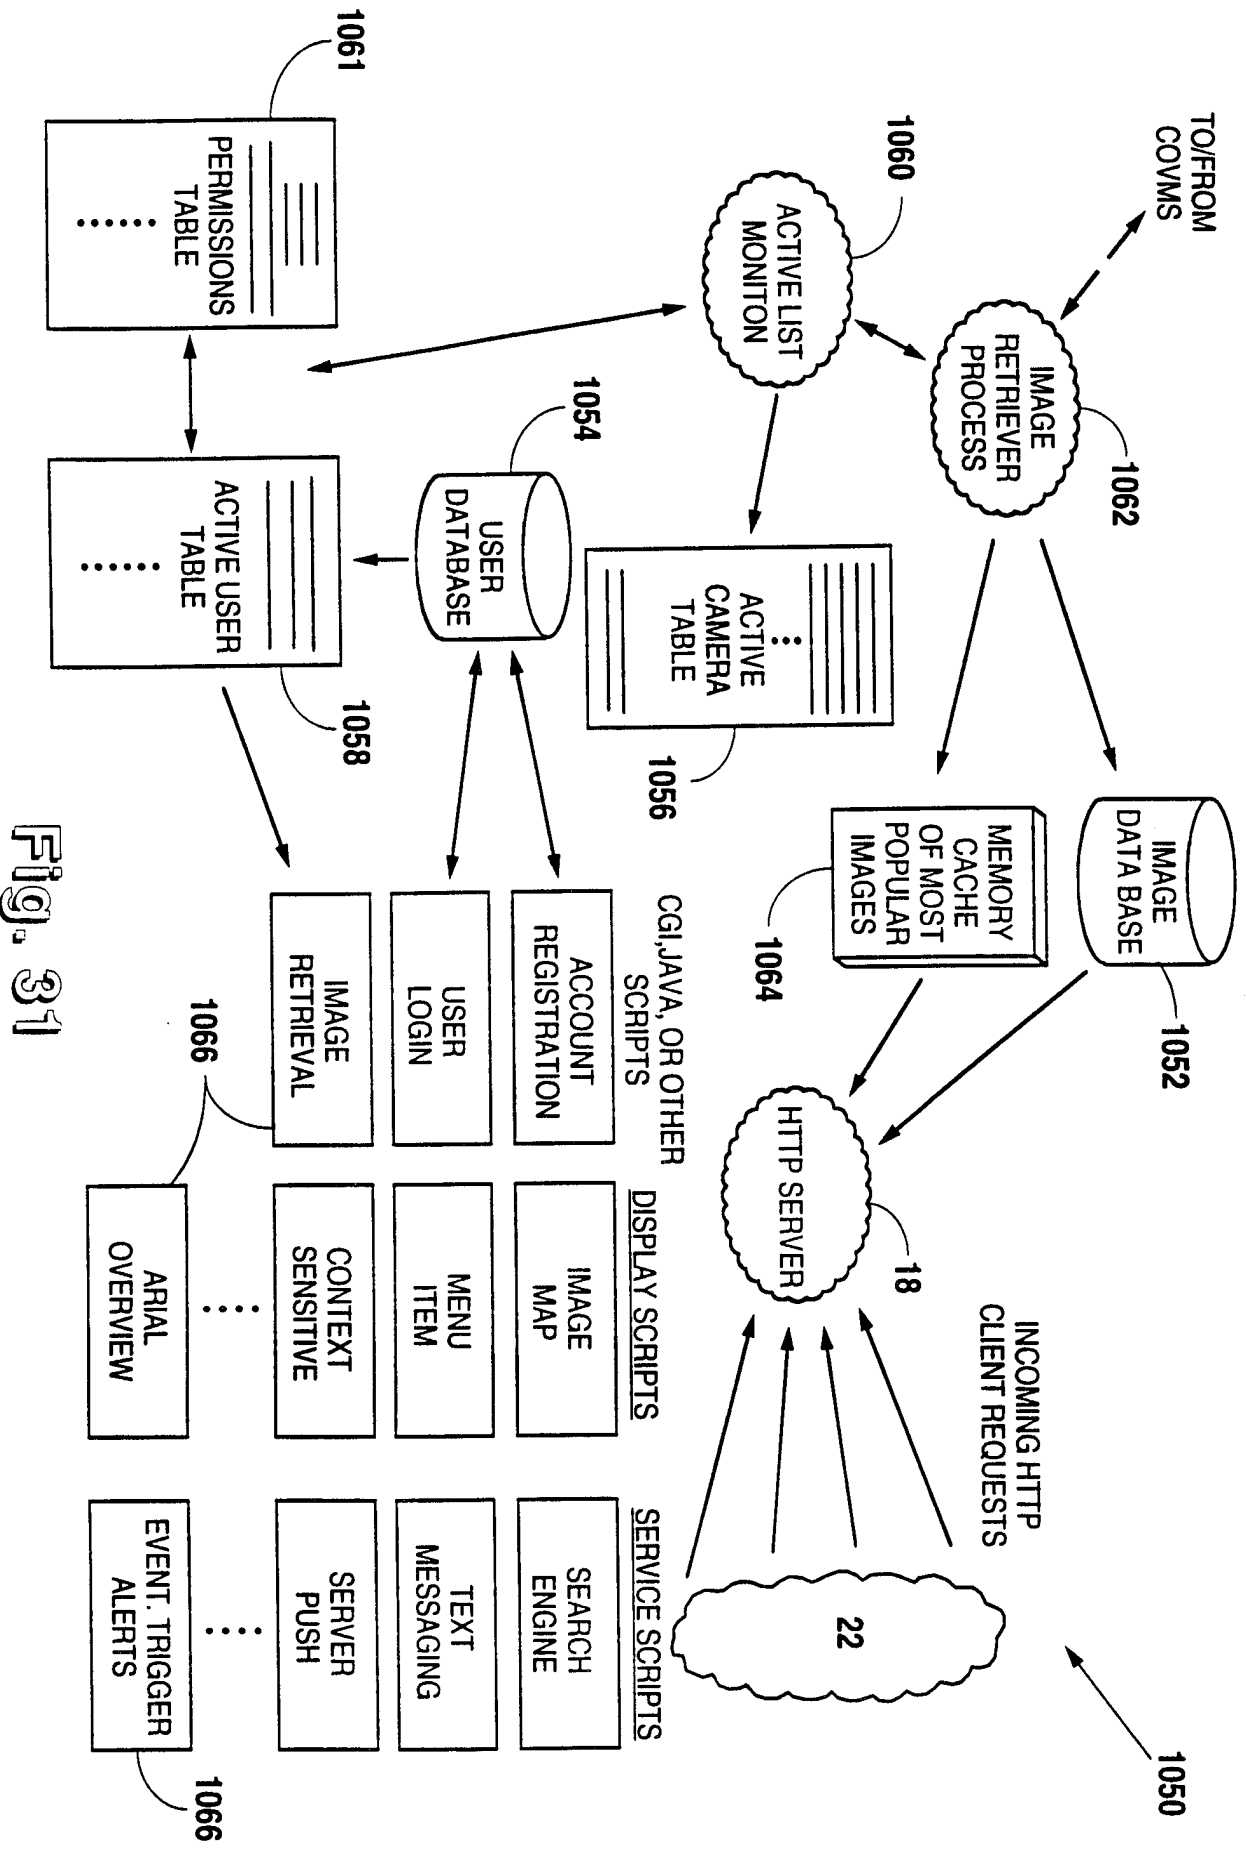 TO/FROM
COVMS
IMAGE
RETRIEVER
PROCESS
1062
IMAGE
DATA BASE
1052
INCOMING HTTP
CLIENT REQUESTS
1050
1060
ACTIVE LIST
MONITON
MEMORY
CACHE
OF MOST
POPULAR
IMAGES
1064
HTTP SERVER
18
22
ACTIVE
CAMERA
TABLE
1056
1054
USER
DATABASE
CGI,JAVA, OR OTHER
SCRIPTS
ACCOUNT
REGISTRATION
USER
LOGIN
IMAGE
RETRIEVAL
1066
DISPLAY SCRIPTS
IMAGE
MAP
MENU
ITEM
CONTEXT
SENSITIVE
ARIAL
OVERVIEW
SERVICE SCRIPTS
SEARCH
ENGINE
TEXT
MESSAGING
SERVER
PUSH
EVENT. TRIGGER
ALERTS
1066
1061
PERMISSIONS
TABLE
ACTIVE USER
TABLE
1058
Fig. 31